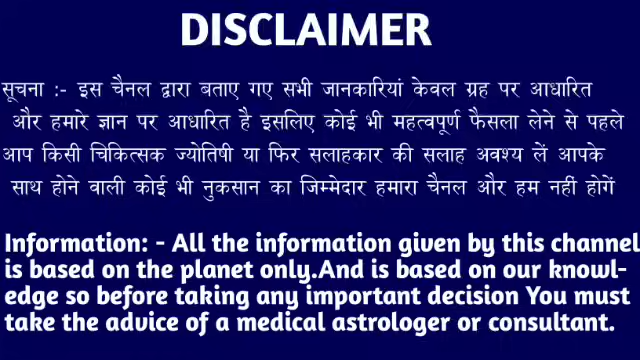 DISCLAIMER
सूचना :- इस चैनल द्वारा बताए गए सभी जानकारियां केवल ग्रह पर आधारित
और हमारे ज्ञान पर आधारित है इसलिए कोई भी महत्वपूर्ण फैसला लेने से पहले
आप किसी चिकित्सक ज्योतिषी या फिर सलाहकार की सलाह अवश्य लें आपके
साथ होने वाली कोई भी नुकसान का जिम्मेदार हमारा चैनल और हम नहीं होगें
Information: - All the information given by this channel
is based on the planet only.And is based on our knowl-
edge so before taking any important decision You must
take the advice of a medical astrologer or consultant.